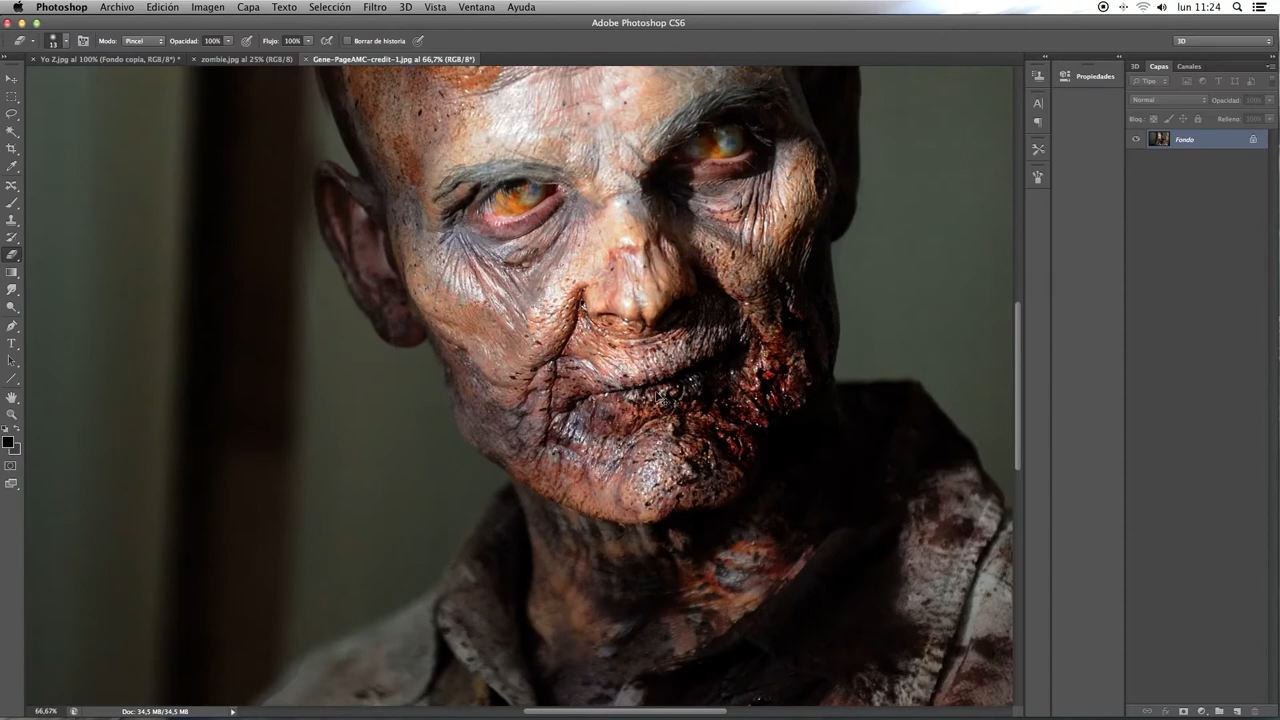 Photoshop Archivo Edición Imagen Capa Texto Selección Filtro 3D Vista Ventana Ayuda lun 11:24
Adobe Photoshop CS6
13 Modo: Pincel Opacidad: 100% Flujo: 100% Borrar de historia 3D
Yo Z.jpg al 100% (Fondo copia, RGB/8) * zombie.jpg al 25% (RGB/8) Gene-PageAMC-credit-1.jpg al 66,7% (RGB/8*)
3D Capas Canales
Propiedades
Tipo
Normal Opacidad: 100%
Bloq.: Relleno: 100%
Fondo
66,67% Doc: 34,5 MB/34,5 MB